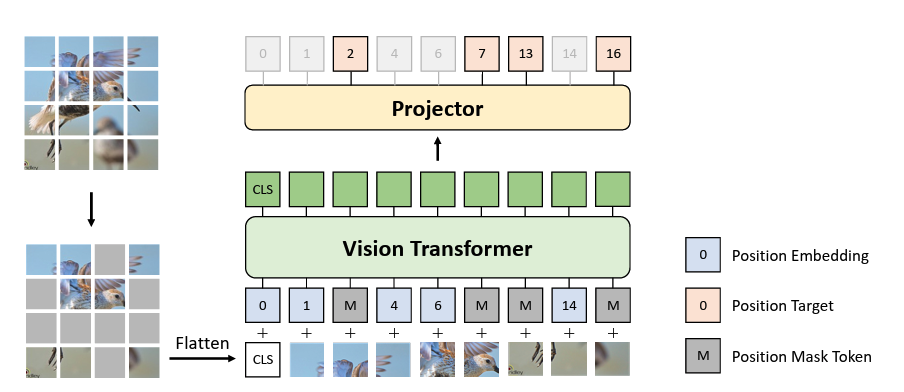 0 1 2 4 6 7 13 14 16
Projector
CLS
Vision Transformer
0 1 M 4 6 M M 14 M
+ + + + + + + + +
CLS
Flatten
0 Position Embedding
0 Position Target
M Position Mask Token